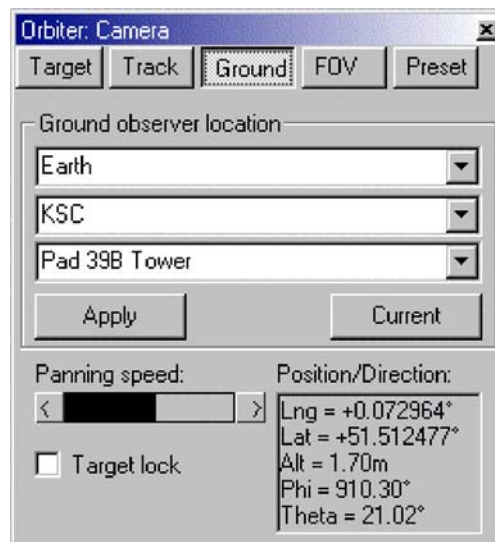 Orbiter: Camera
Target Track Ground FOV Preset
Ground observer location
Earth
KSC
Pad 39B Tower
Apply Current
Panning speed:
Target lock
Position/Direction:
Lng = +0.072964°
Lat = +51.512477°
Alt = 1.70m
Phi = 910.30°
Theta = 21.02°